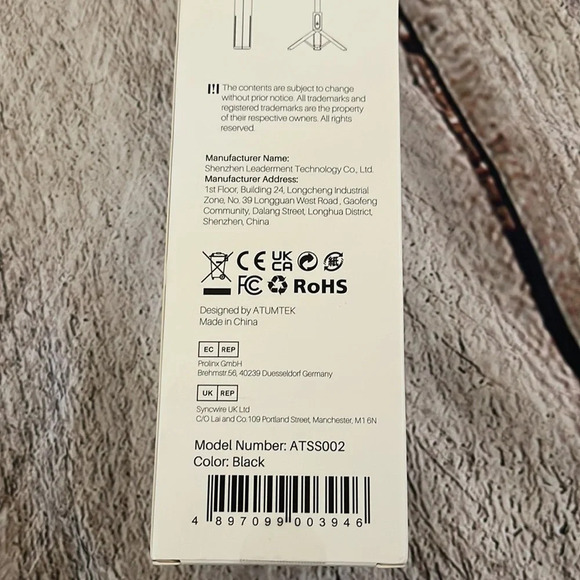 The contents are subject to change
without prior notice. All trademarks and
registered trademarks are the property
of their respective owners. All rights
reserved.
Manufacturer Name:
Shenzhen Leaderment Technology Co., Ltd.
Manufacturer Address:
1st Floor, Building 24, Longcheng Industrial
Zone, No. 39 Longguan West Road , Gaofeng
Community, Dalang Street, Longhua District,
Shenzhen, China
CE UK CA 紙
FC RoHS
Designed by ATUMTEK
Made in China
EC REP
Prolinx GmbH
Brehmstr.56, 40239 Duesseldorf Germany
UK REP
Syncwire UK Ltd
C/O Lai and Co.109 Portland Street, Manchester, M1 6N
Model Number: ATSS002
Color: Black
4 897099 003946